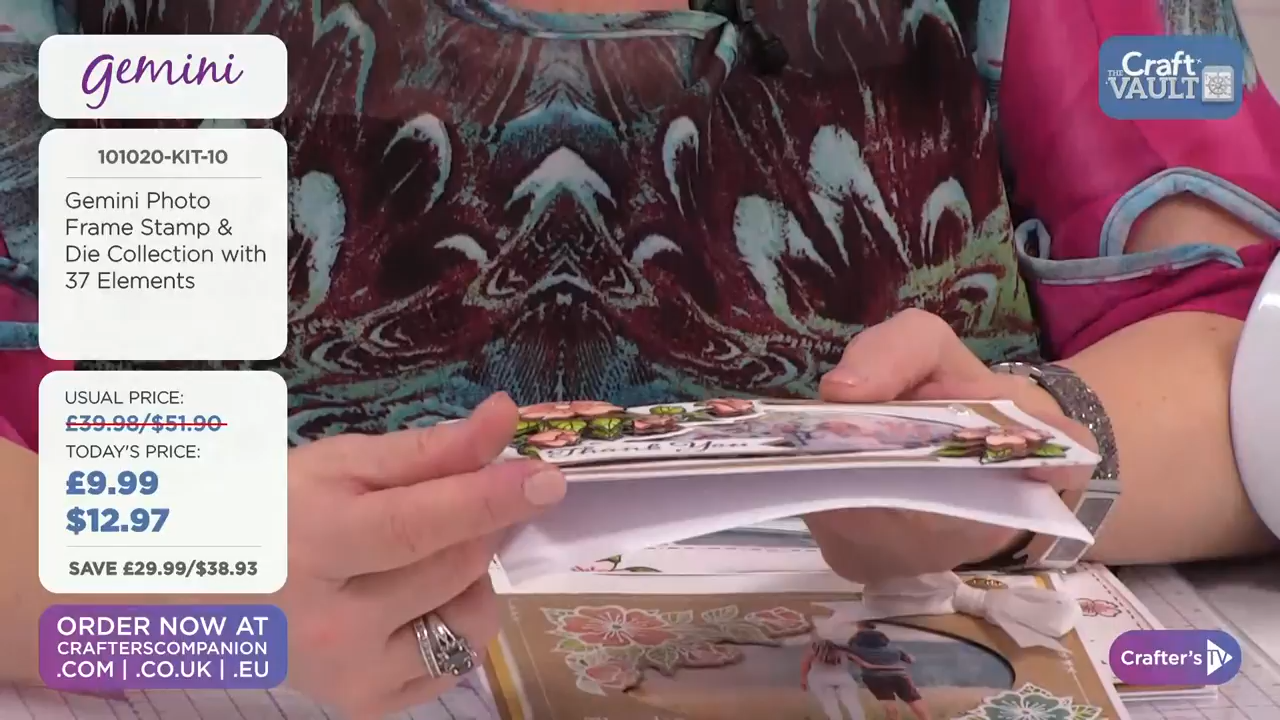 gemini
101020-KIT-10
Gemini Photo
Frame Stamp &
Die Collection with
37 Elements
USUAL PRICE:
£39.98/$51.90
TODAY'S PRICE:
£9.99
$12.97
SAVE £29.99/$38.93
ORDER NOW AT
CRAFTERSCOMPANION
.COM | .CO.UK | .EU
THE Craft
VAULT
Thank You
Crafter's TV